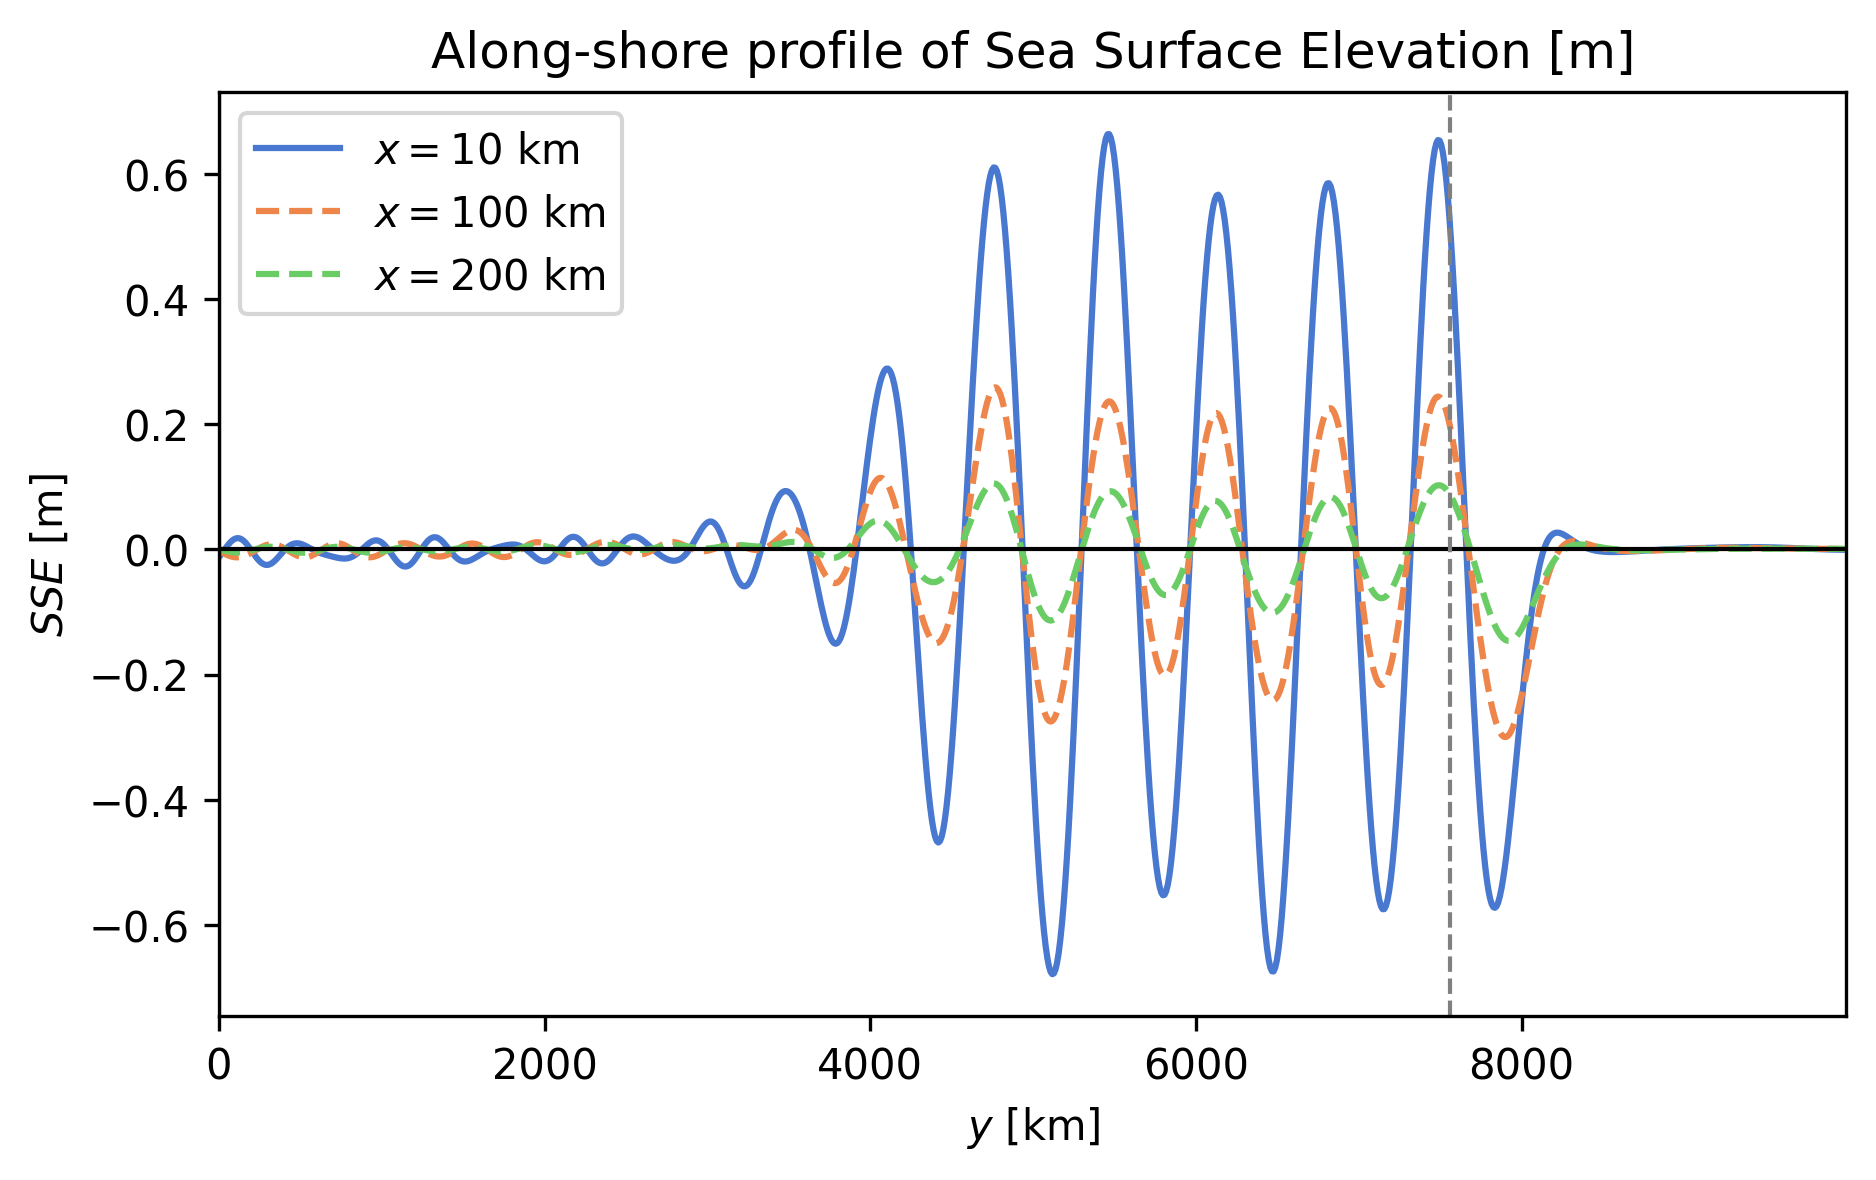 Along-shore profile of Sea Surface Elevation [m]
x = 10 km
x = 100 km
x = 200 km
SSE [m]
0.6
0.4
0.2
0.0
−0.2
−0.4
−0.6
0 2000 4000 6000 8000
y [km]